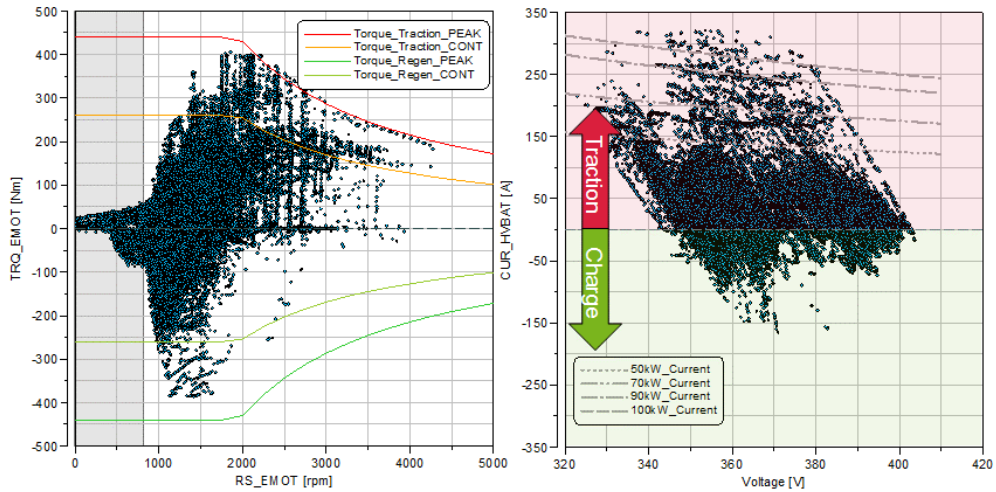 500
400
300
200
100
0
-100
-200
-300
-400
-500
TRQ_EMOT [Nm]
0
1000
2000
3000
4000
5000
RS_EMOT [rpm]
Torque_Traction_PEAK
Torque_Traction_CONT
Torque_Regen_PEAK
Torque_Regen_CONT
350
250
150
50
-50
-150
-250
-350
CUR_HVBAT [A]
Traction
Charge
50kW_Current
70kW_Current
90kW_Current
100kW_Current
320
340
360
380
400
420
Voltage [V]